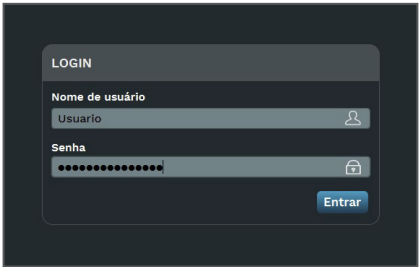 LOGIN
Nome de usuário
Usuario
Senha
●●●●●●●●●●●●●●●
Entrar